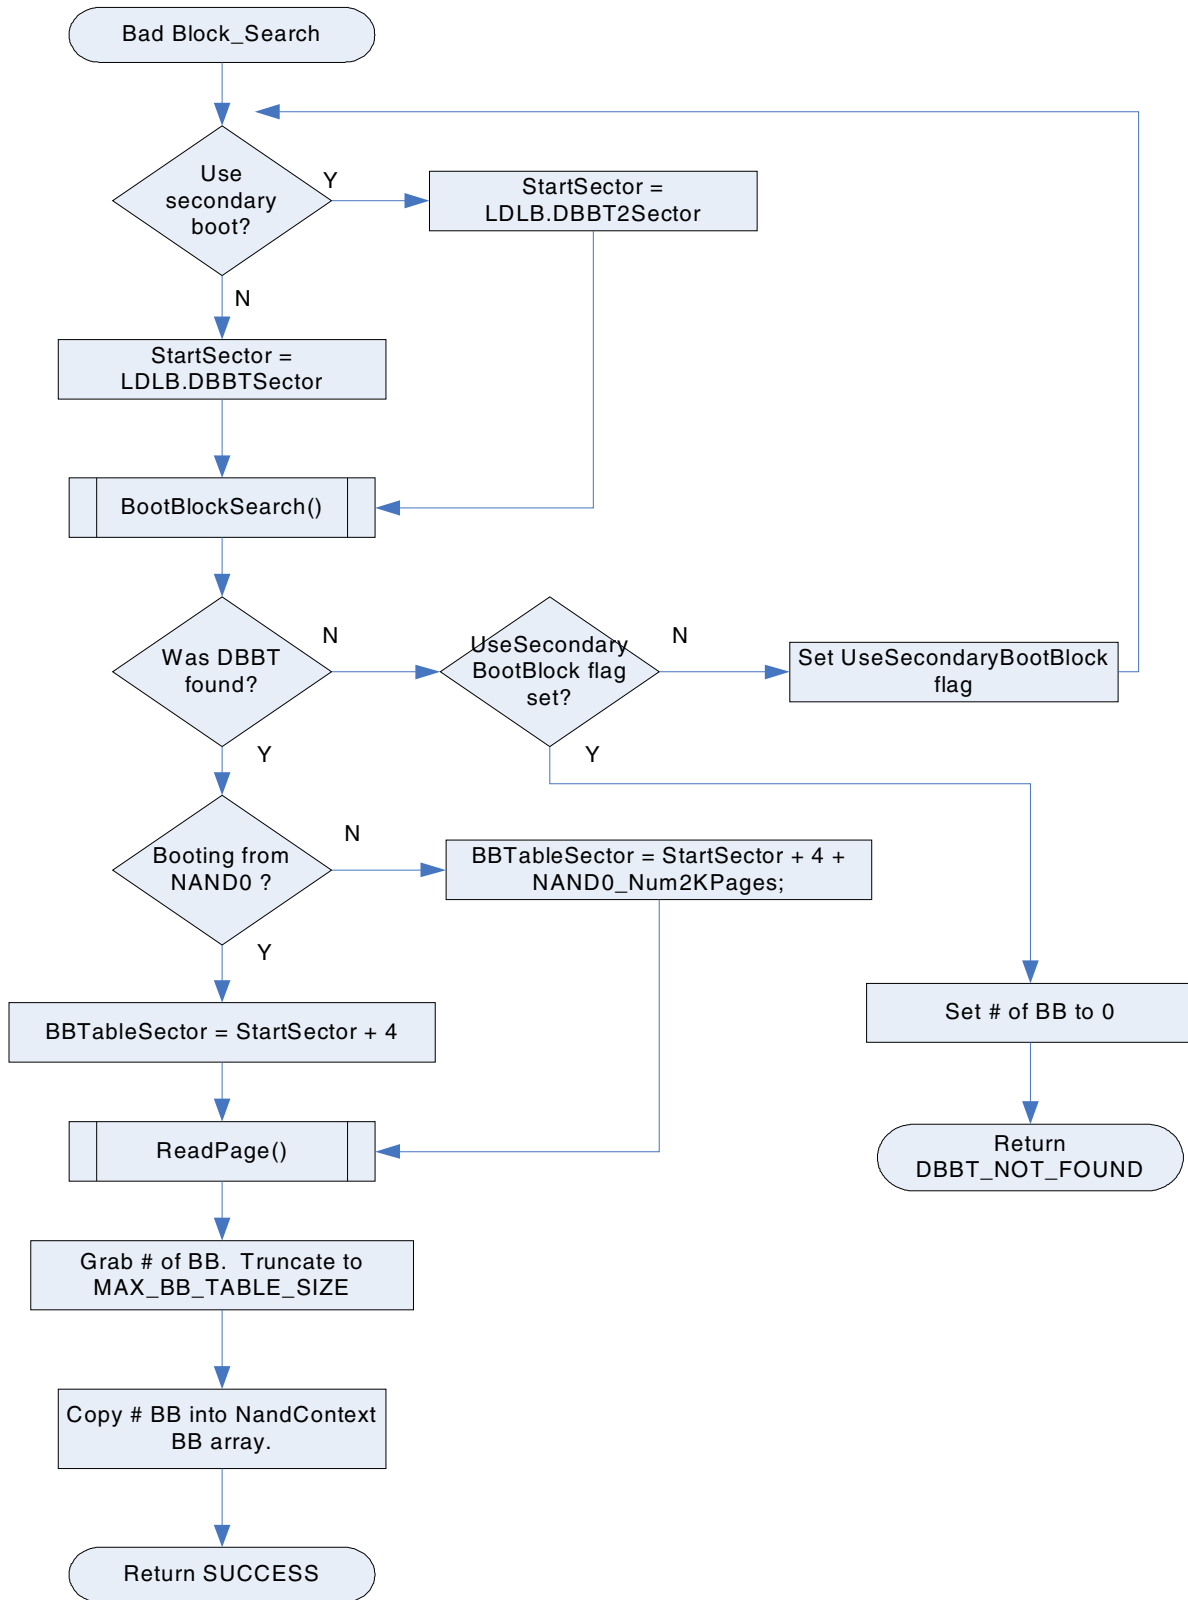 Bad Block_Search
Use
secondary
boot?
Y
StartSector =
LDLB.DBBT2Sector
N
StartSector =
LDLB.DBBTSector
BootBlockSearch()
Was DBBT
found?
N
UseSecondary
BootBlock flag
set?
N
Set UseSecondaryBootBlock
flag
Y
Y
Booting from
NAND0 ?
N
BBTableSector = StartSector + 4 +
NAND0_Num2KPages;
Y
BBTableSector = StartSector + 4
Set # of BB to 0
ReadPage()
Return
DBBT_NOT_FOUND
Grab # of BB.  Truncate to
MAX_BB_TABLE_SIZE
Copy # BB into NandContext
BB array.
Return SUCCESS